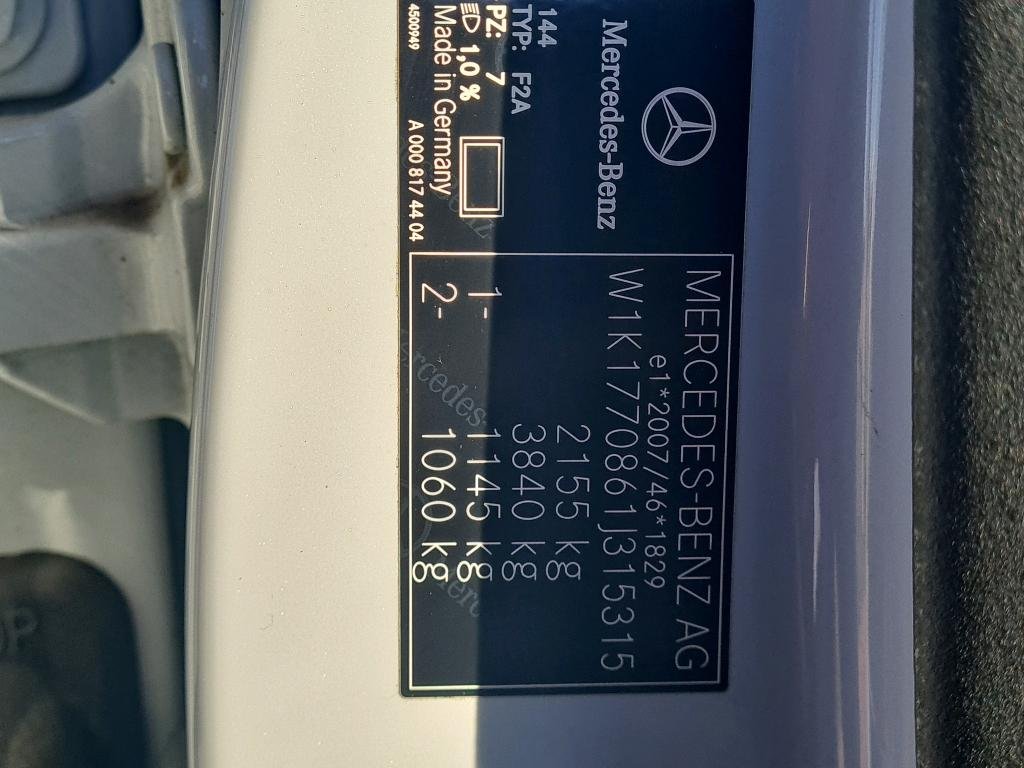 Mercedes-Benz
144
TYP: F2A
PZ: 7
1,0 %
Made in Germany
4500949 A 000 817 44 04
MERCEDES-BENZ AG
e1*2007/46*1829
W1K1770861J315315
2155 kg
3840 kg
1- 1145 kg
2- 1060 kg